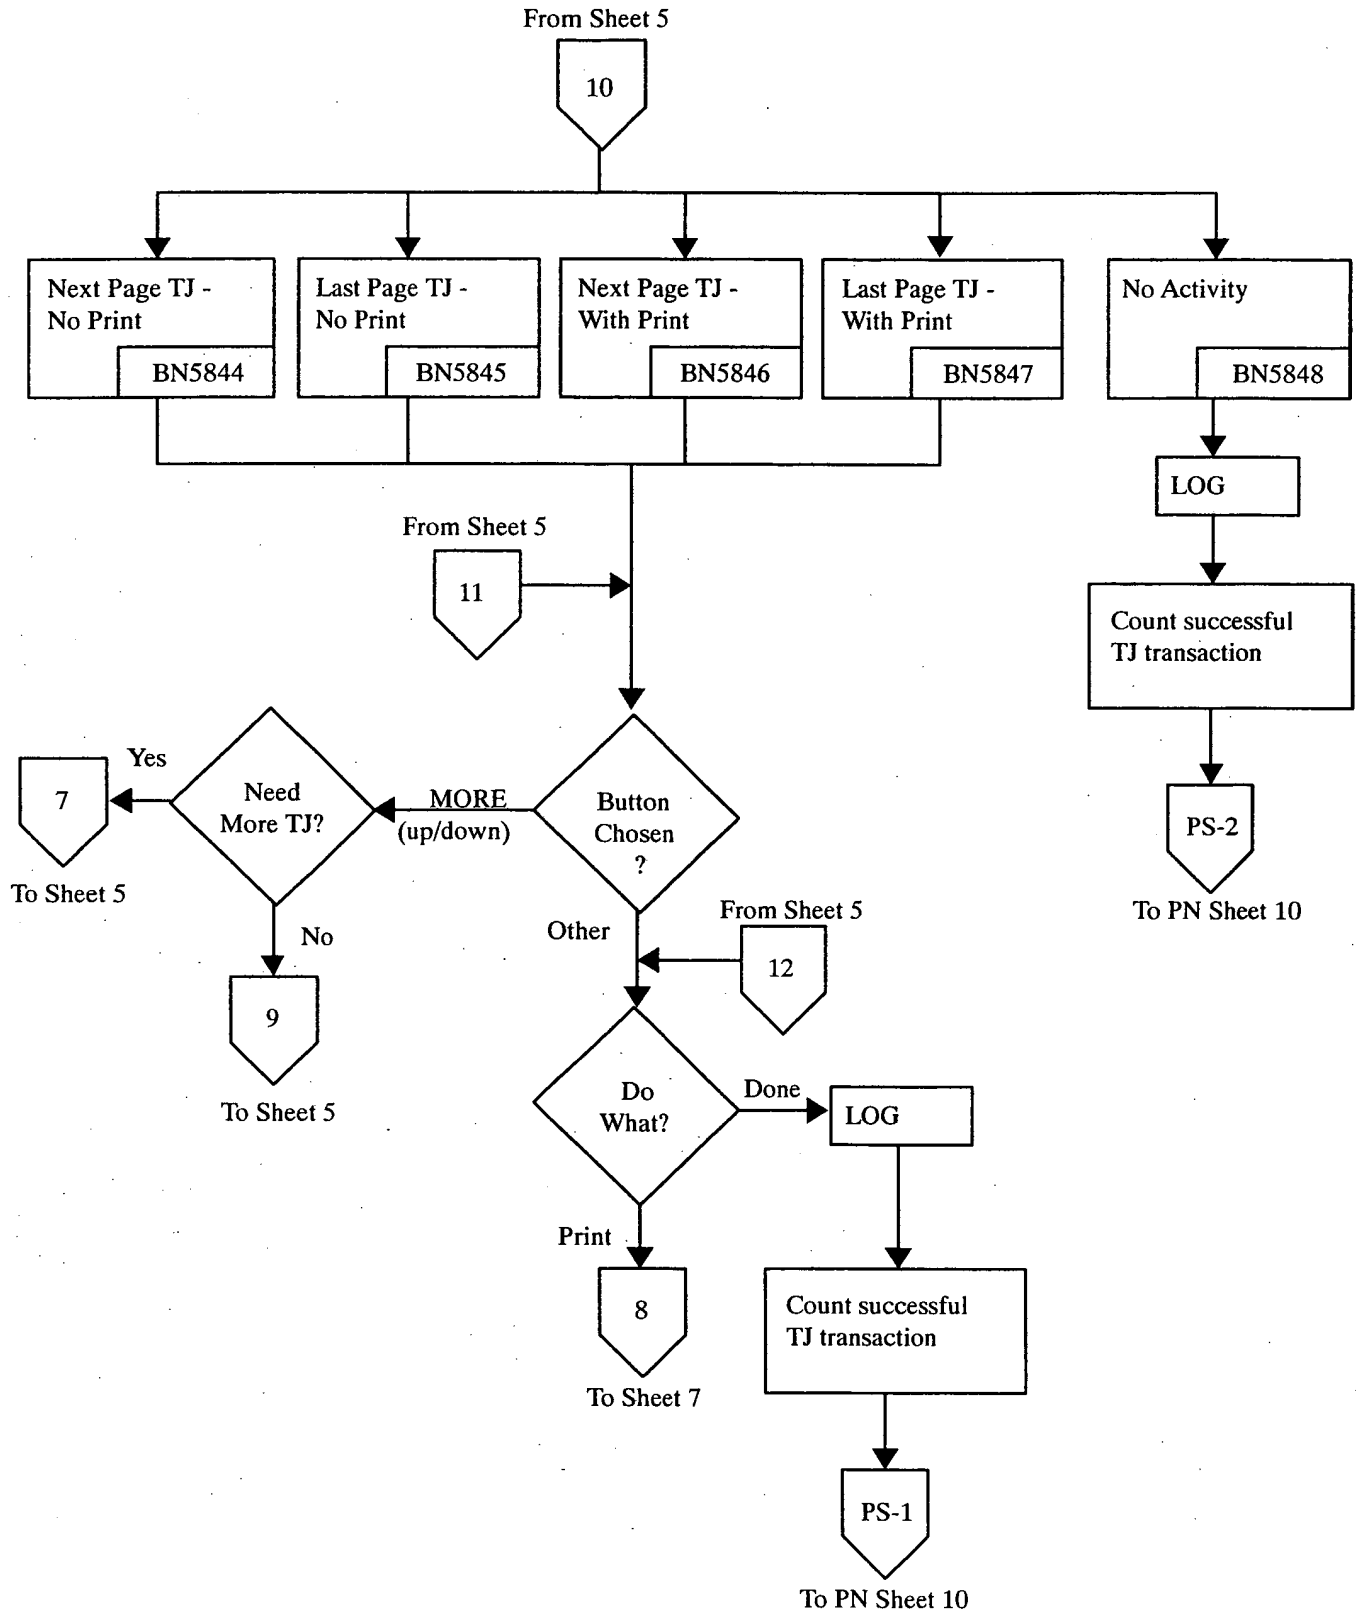 From Sheet 5
10
Next Page TJ -
No Print
BN5844
Last Page TJ -
No Print
BN5845
Next Page TJ -
With Print
BN5846
Last Page TJ -
With Print
BN5847
No Activity
BN5848
LOG
Count successful
TJ transaction
PS-2
To PN Sheet 10
From Sheet 5
11
Button
Chosen
?
MORE
(up/down)
Need
More TJ?
Yes
7
To Sheet 5
No
9
To Sheet 5
Other
From Sheet 5
12
Do
What?
Done
LOG
Count successful
TJ transaction
PS-1
To PN Sheet 10
Print
8
To Sheet 7